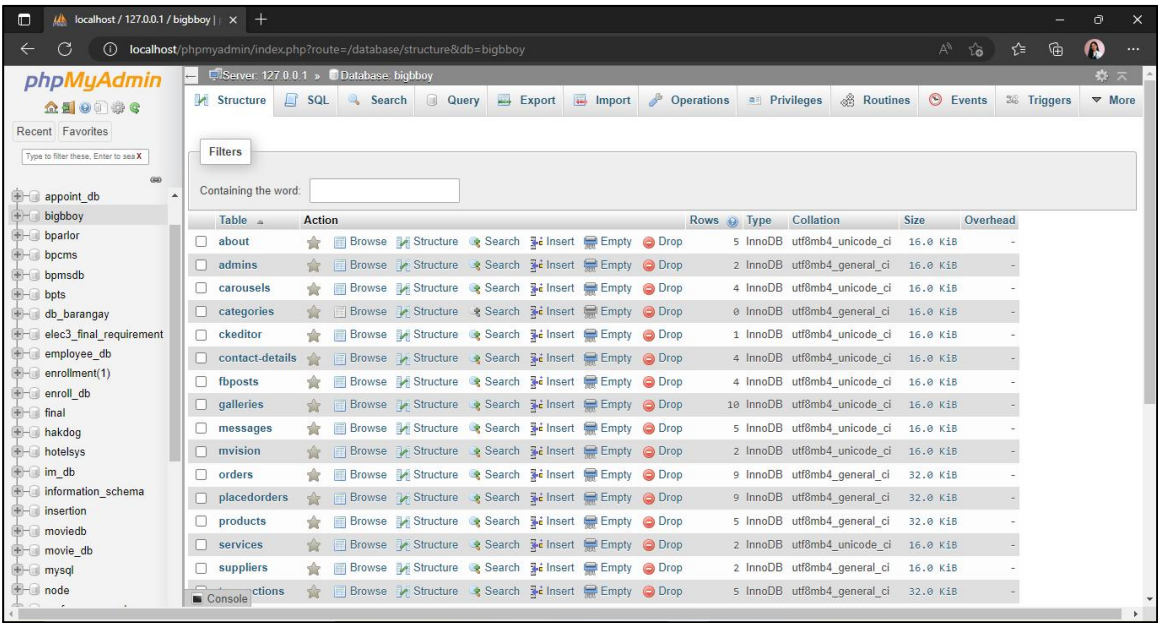 localhost / 127.0.0.1 / bigbboy |
localhost/phpmyadmin/index.php?route=/database/structure&db=bigbboy
phpMyAdmin
Recent Favorites
Type to filter these, Enter to sea X
appoint_db
bigbboy
bparlor
bpcms
bpmsdb
bpts
db_barangay
elec3_final_requirement
employee_db
enrollment(1)
enroll_db
final
hakdog
hotelsys
im_db
information_schema
insertion
moviedb
movie_db
mysql
node
Server: 127.0.0.1 » Database: bigbboy
Structure SQL Search Query Export Import Operations Privileges Routines Events Triggers More
Filters
Containing the word:
Table Action Rows Type Collation Size Overhead
about Browse Structure Search Insert Empty Drop 5 InnoDB utf8mb4_unicode_ci 16.0 KiB -
admins Browse Structure Search Insert Empty Drop 2 InnoDB utf8mb4_general_ci 16.0 KiB -
carousels Browse Structure Search Insert Empty Drop 4 InnoDB utf8mb4_unicode_ci 16.0 KiB -
categories Browse Structure Search Insert Empty Drop 0 InnoDB utf8mb4_general_ci 16.0 KiB -
ckeditor Browse Structure Search Insert Empty Drop 1 InnoDB utf8mb4_unicode_ci 16.0 KiB -
contact-details Browse Structure Search Insert Empty Drop 4 InnoDB utf8mb4_unicode_ci 16.0 KiB -
fbposts Browse Structure Search Insert Empty Drop 4 InnoDB utf8mb4_unicode_ci 16.0 KiB -
galleries Browse Structure Search Insert Empty Drop 10 InnoDB utf8mb4_unicode_ci 16.0 KiB -
messages Browse Structure Search Insert Empty Drop 5 InnoDB utf8mb4_unicode_ci 16.0 KiB -
mvision Browse Structure Search Insert Empty Drop 2 InnoDB utf8mb4_unicode_ci 16.0 KiB -
orders Browse Structure Search Insert Empty Drop 9 InnoDB utf8mb4_general_ci 32.0 KiB -
placedorders Browse Structure Search Insert Empty Drop 9 InnoDB utf8mb4_general_ci 32.0 KiB -
products Browse Structure Search Insert Empty Drop 5 InnoDB utf8mb4_general_ci 32.0 KiB -
services Browse Structure Search Insert Empty Drop 2 InnoDB utf8mb4_unicode_ci 16.0 KiB -
suppliers Browse Structure Search Insert Empty Drop 2 InnoDB utf8mb4_general_ci 16.0 KiB -
ctions Browse Structure Search Insert Empty Drop 5 InnoDB utf8mb4_general_ci 32.0 KiB -
Console